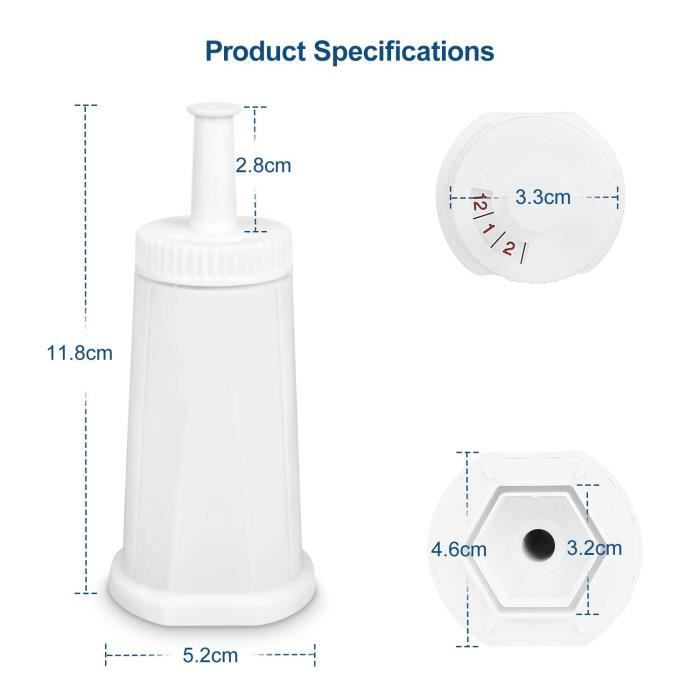 Product Specifications
2.8cm
3.3cm
12 / 1 / 2 /
11.8cm
4.6cm
3.2cm
5.2cm